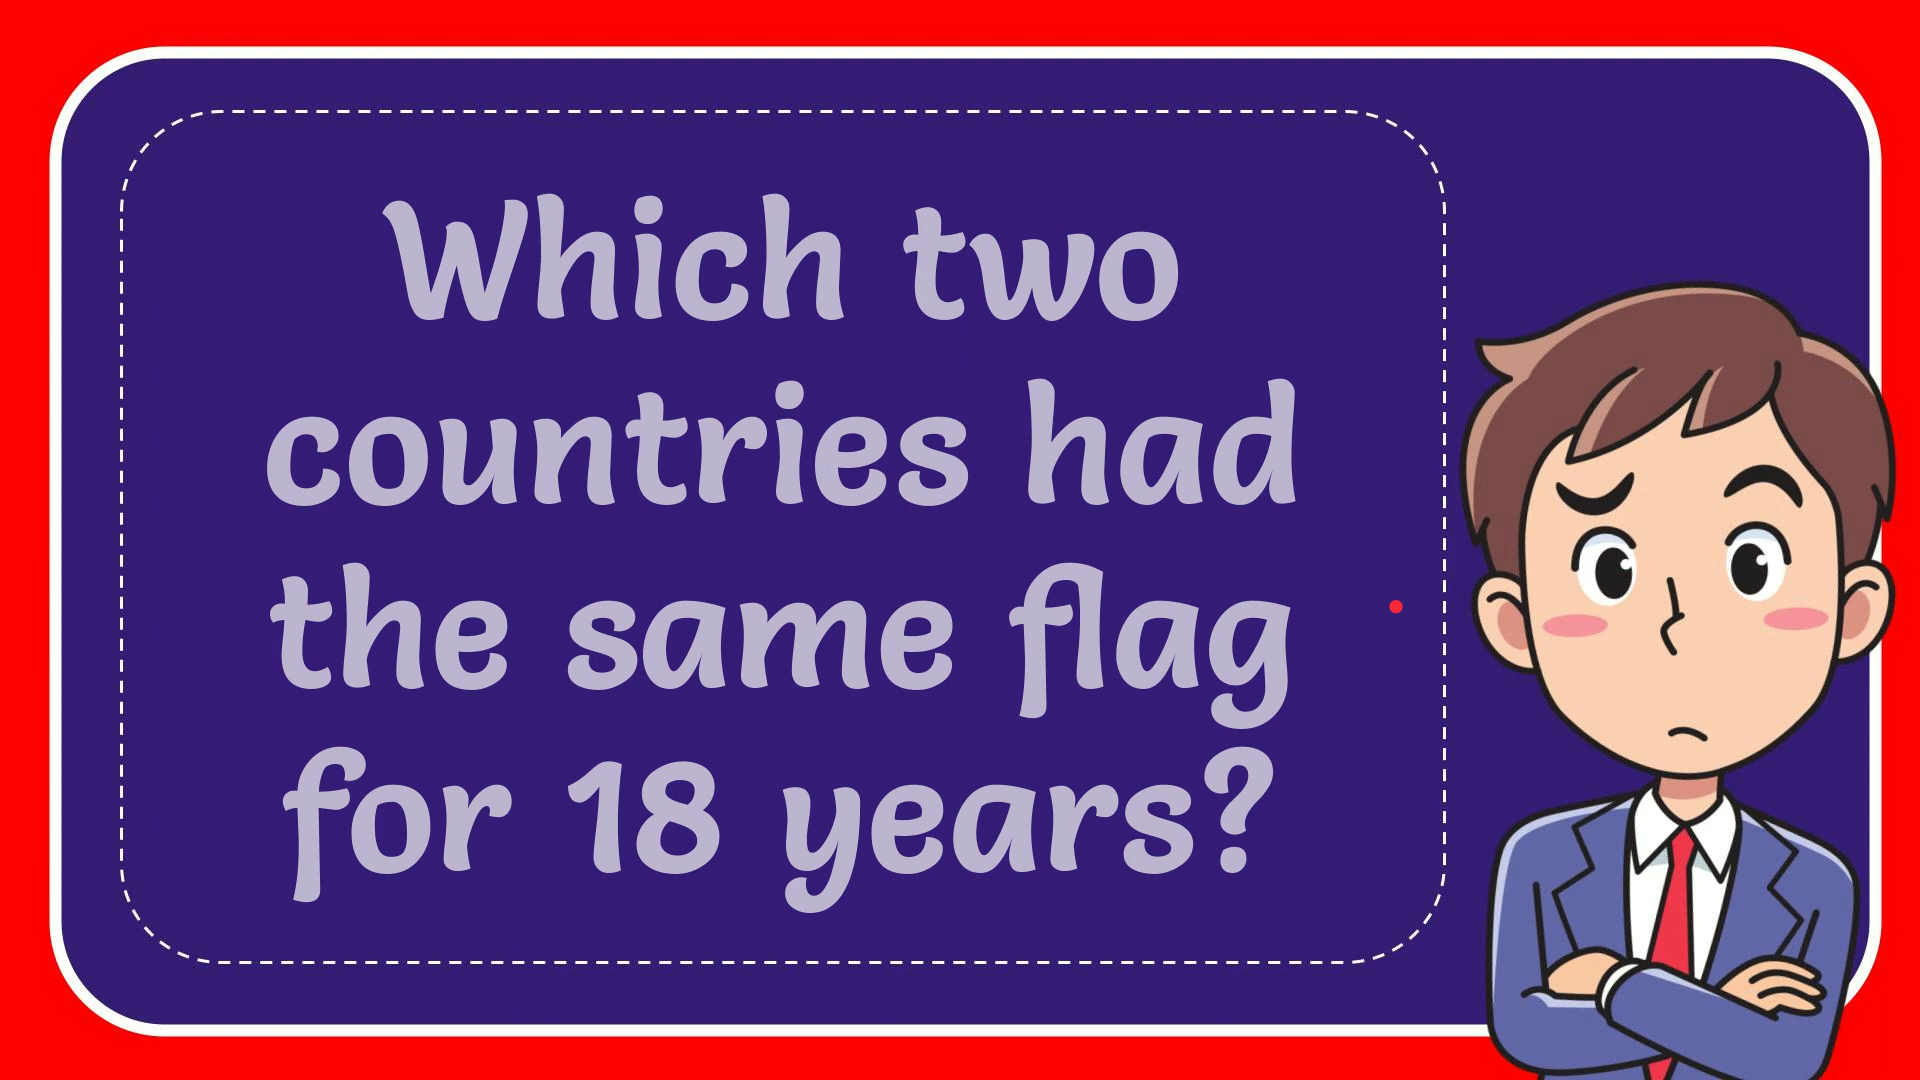 Which two
countries had
the same flag
for 18 years?